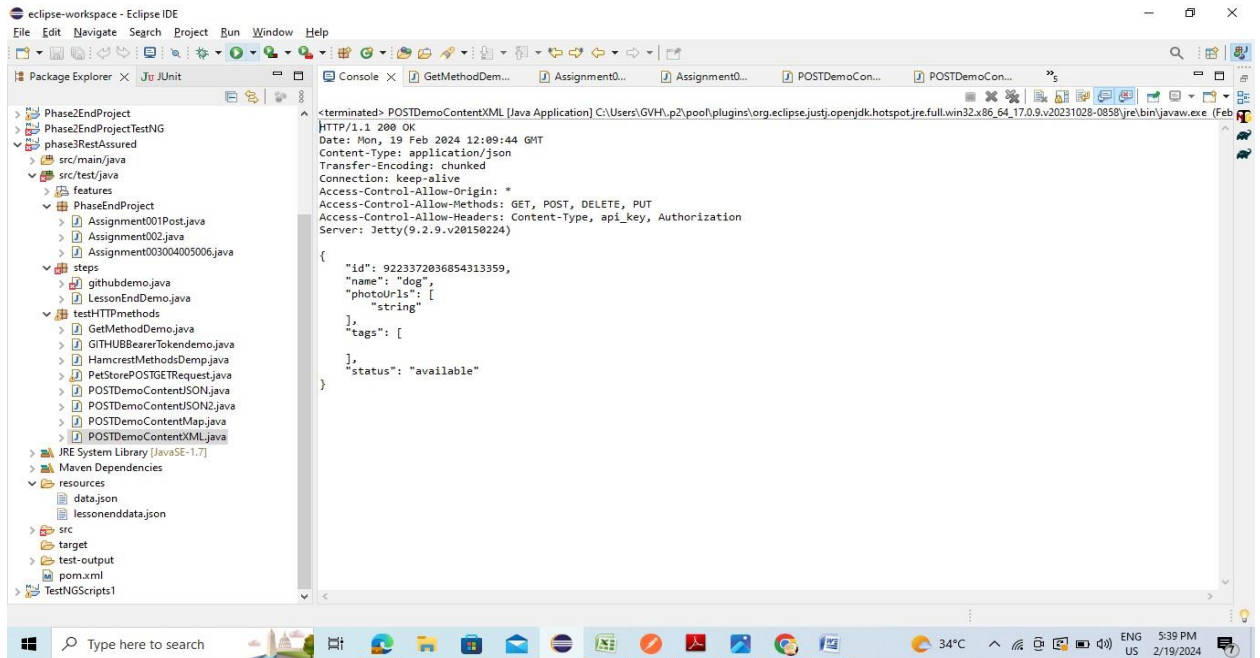 eclipse-workspace - Eclipse IDE
File Edit Navigate Search Project Run Window Help
Package Explorer JUnit
Console GetMethodDem... Assignment0... Assignment0... POSTDemoCon... POSTDemoCon... »5
<terminated> POSTDemoContentXML [Java Application] C:\Users\GVH\.p2\pool\plugins\org.eclipse.justj.openjdk.hotspot.jre.full.win32.x86_64_17.0.9.v20231028-0858\jre\bin\javaw.exe (Feb
Phase2EndProject
Phase2EndProjectTestNG
phase3RestAssured
src/main/java
src/test/java
features
PhaseEndProject
Assignment001Post.java
Assignment002.java
Assignment003004005006.java
steps
githubdemo.java
LessonEndDemo.java
testHTTPmethods
GetMethodDemo.java
GITHUBBearerTokendemo.java
HamcrestMethodsDemp.java
PetStorePOSTGETRequest.java
POSTDemoContentJSON.java
POSTDemoContentJSON2.java
POSTDemoContentMap.java
POSTDemoContentXML.java
JRE System Library [JavaSE-1.7]
Maven Dependencies
resources
data.json
lessonenddata.json
src
target
test-output
pom.xml
TestNGScripts1
HTTP/1.1 200 OK
Date: Mon, 19 Feb 2024 12:09:44 GMT
Content-Type: application/json
Transfer-Encoding: chunked
Connection: keep-alive
Access-Control-Allow-Origin: *
Access-Control-Allow-Methods: GET, POST, DELETE, PUT
Access-Control-Allow-Headers: Content-Type, api_key, Authorization
Server: Jetty(9.2.9.v20150224)
{
"id": 9223372036854313359,
"name": "dog",
"photoUrls": [
"string"
],
"tags": [
],
"status": "available"
}
Type here to search
34°C
ENG
US
5:39 PM
2/19/2024
7